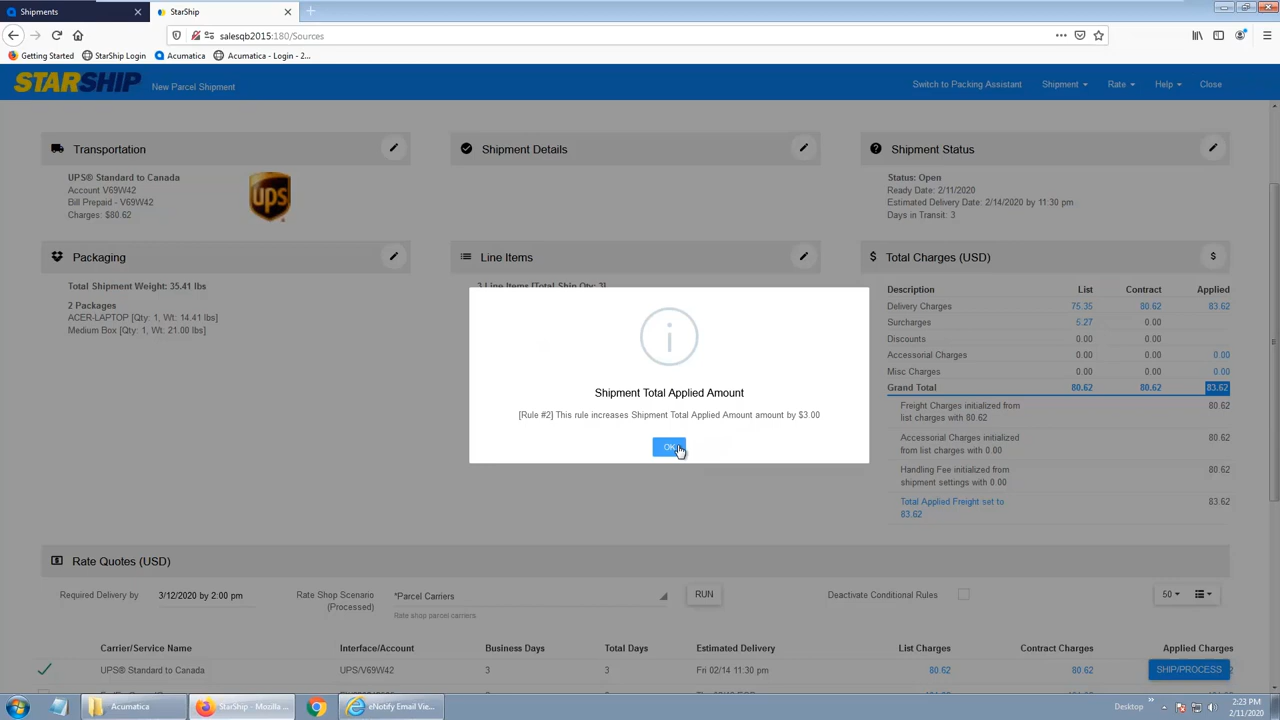 Shipments
StarShip
salesqb2015:180/Sources
Getting Started StarShip Login Acumatica Acumatica - Login - 2...
STARSHIP New Parcel Shipment Switch to Packing Assistant Shipment Rate Help Close
Transportation
UPS® Standard to Canada
Account V69W42
Bill Prepaid - V69W42
Charges: $80.62
ups
Shipment Details
Shipment Status
Status: Open
Ready Date: 2/11/2020
Estimated Delivery Date: 2/14/2020 by 11:30 pm.
Days in Transit: 3
Packaging
Total Shipment Weight: 35.41 lbs
2 Packages
ACER-LAPTOP [Qty: 1, Wt: 14.41 lbs]
Medium Box [Qty: 1, Wt: 21.00 lbs]
Line Items
3 Line Items [Total Ship Qty: 3]
Total Charges (USD)
Description List Contract Applied
Delivery Charges 75.35 80.62 83.62
Surcharges 5.27 0.00
Discounts 0.00 0.00
Accessorial Charges 0.00 0.00 0.00
Misc Charges 0.00 0.00 0.00
Grand Total 80.62 80.62 83.62
Freight Charges initialized from 80.62
list charges with 80.62
Accessorial Charges initialized 80.62
from list charges with 0.00
Handling Fee initialized from 80.62
shipment settings with 0.00
Total Applied Freight set to 83.62
83.62
Shipment Total Applied Amount
[Rule #2] This rule increases Shipment Total Applied Amount amount by $3.00
OK
Rate Quotes (USD)
Required Delivery by 3/12/2020 by 2:00 pm Rate Shop Scenario *Parcel Carriers RUN Deactivate Conditional Rules 50
(Processed) Rate shop parcel carriers
Carrier/Service Name Interface/Account Business Days Total Days Estimated Delivery List Charges Contract Charges Applied Charges
UPS® Standard to Canada UPS/V69W42 3 3 Fri 02/14 11:30 pm 80.62 80.62 SHIP/PROCESS
Acumatica StarShip - Mozilla ... eNotify Email Vie... Desktop 2:23 PM
2/11/2020